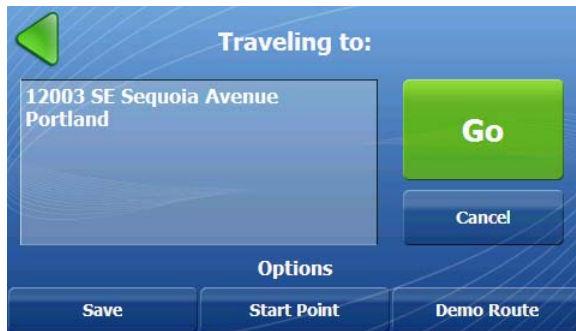 Traveling to:
12003 SE Sequoia Avenue
Portland
Go
Cancel
Options
Save
Start Point
Demo Route